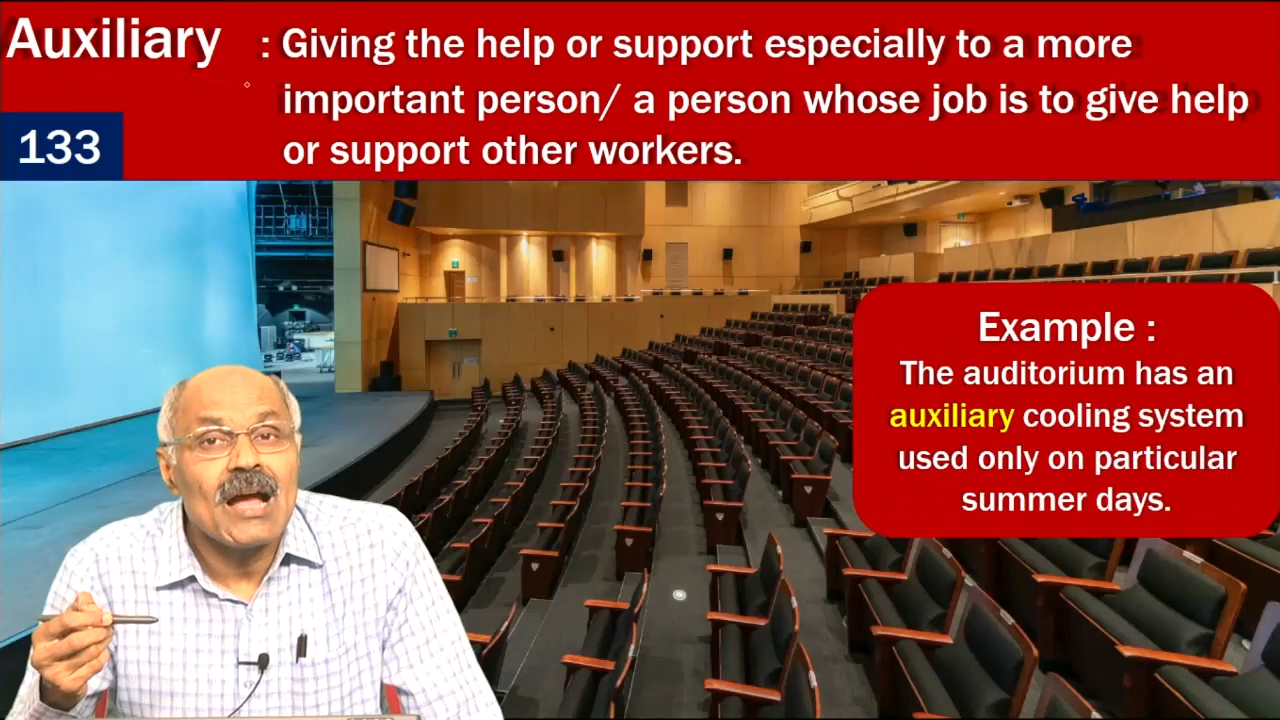 Auxiliary : Giving the help or support especially to a more
important person/ a person whose job is to give help
133
or support other workers.
Example :
The auditorium has an
auxiliary cooling system
used only on particular
summer days.